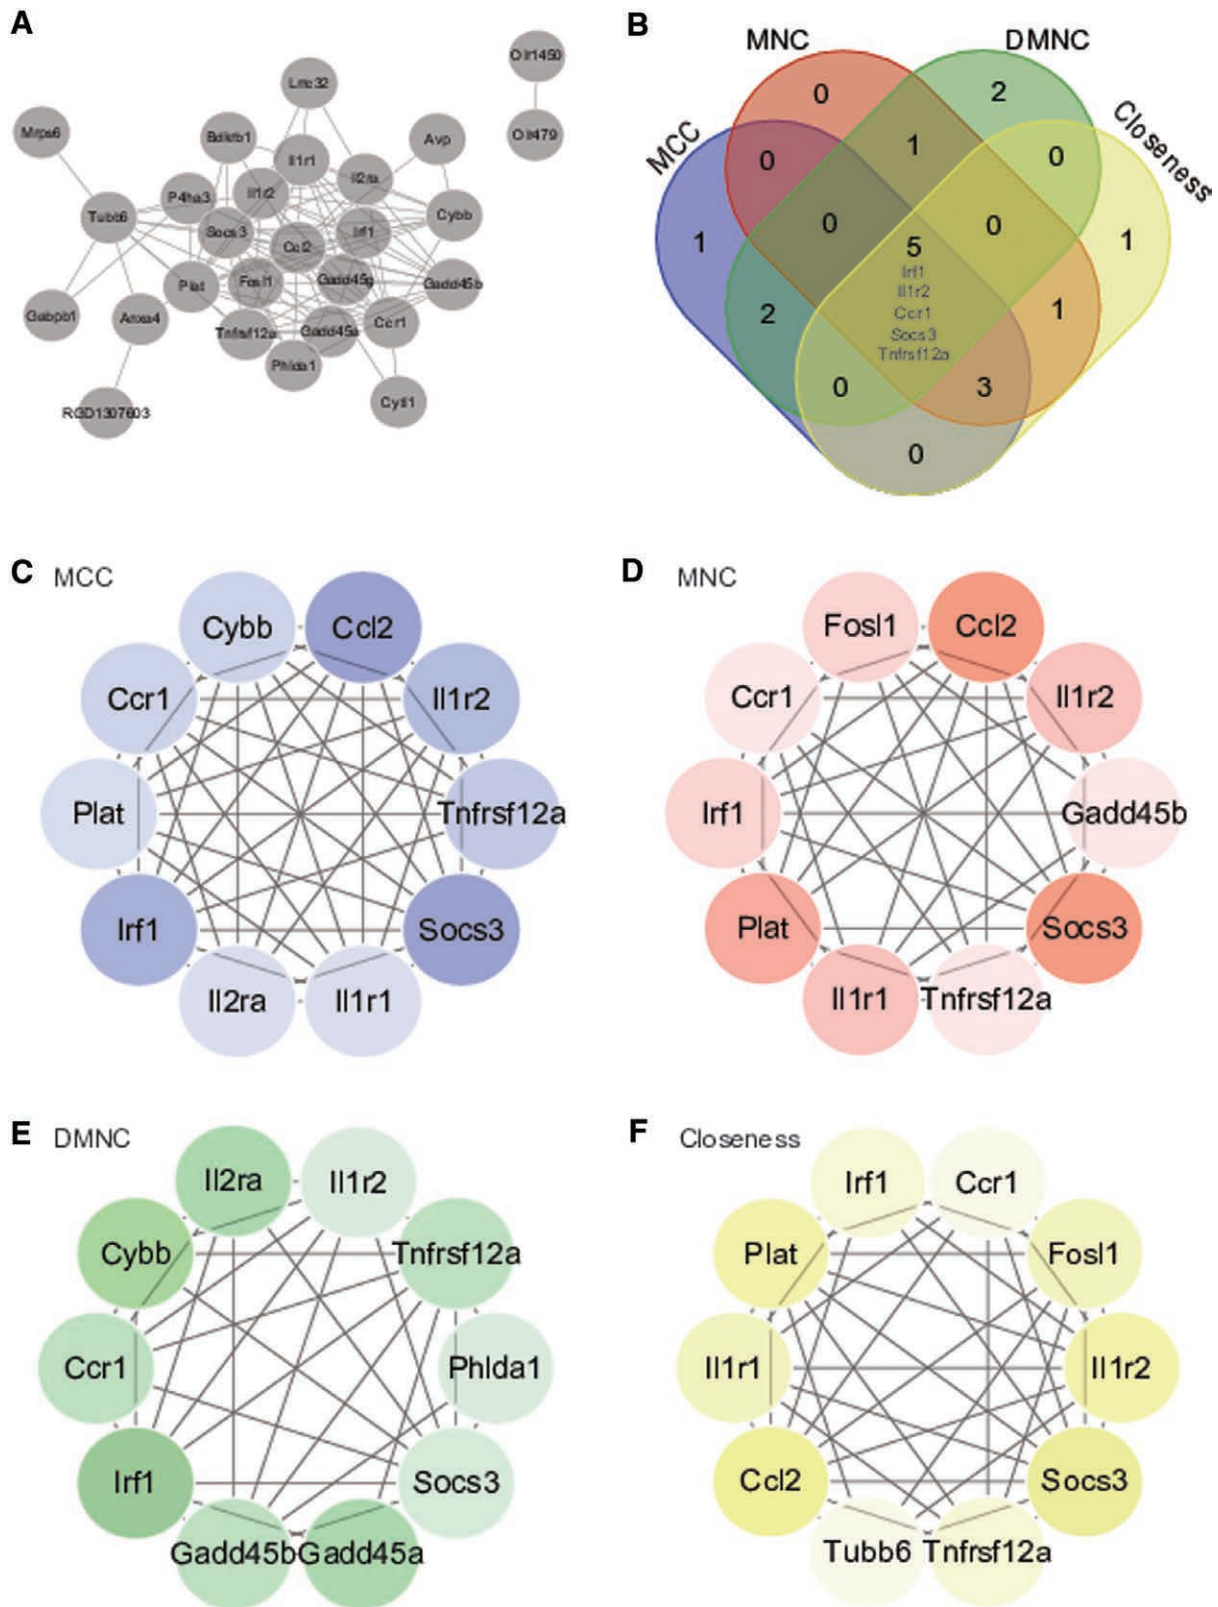 A
Olr1450
Lrrc32
Mrps6
Bdkrb1
Avp
Olr479
Il1r1
Il2ra
P4ha3
Il1r2
Tubb6
Cybb
Socs3
Irf1
Ccl2
Plat
Fosl1
Gadd45g
Gadd45b
Gabpb1
Anxa4
Tnfrsf12a
Gadd45a
Ccr1
Phlda1
Cytl1
RGD1307603
B
MNC
DMNC
MCC
Closeness
0
2
0
1
0
1
0
0
1
5
Irf1
Il1r2
Ccr1
Socs3
Tnfrsf12a
2
1
0
3
0
C MCC
Cybb
Ccl2
Ccr1
Il1r2
Plat
Tnfrsf12a
Irf1
Socs3
Il2ra
Il1r1
D MNC
Fosl1
Ccl2
Ccr1
Il1r2
Irf1
Gadd45b
Plat
Socs3
Il1r1
Tnfrsf12a
E DMNC
Il2ra
Il1r2
Cybb
Tnfrsf12a
Ccr1
Phlda1
Irf1
Socs3
Gadd45b
Gadd45a
F Closeness
Irf1
Ccr1
Plat
Fosl1
Il1r1
Il1r2
Ccl2
Socs3
Tubb6
Tnfrsf12a